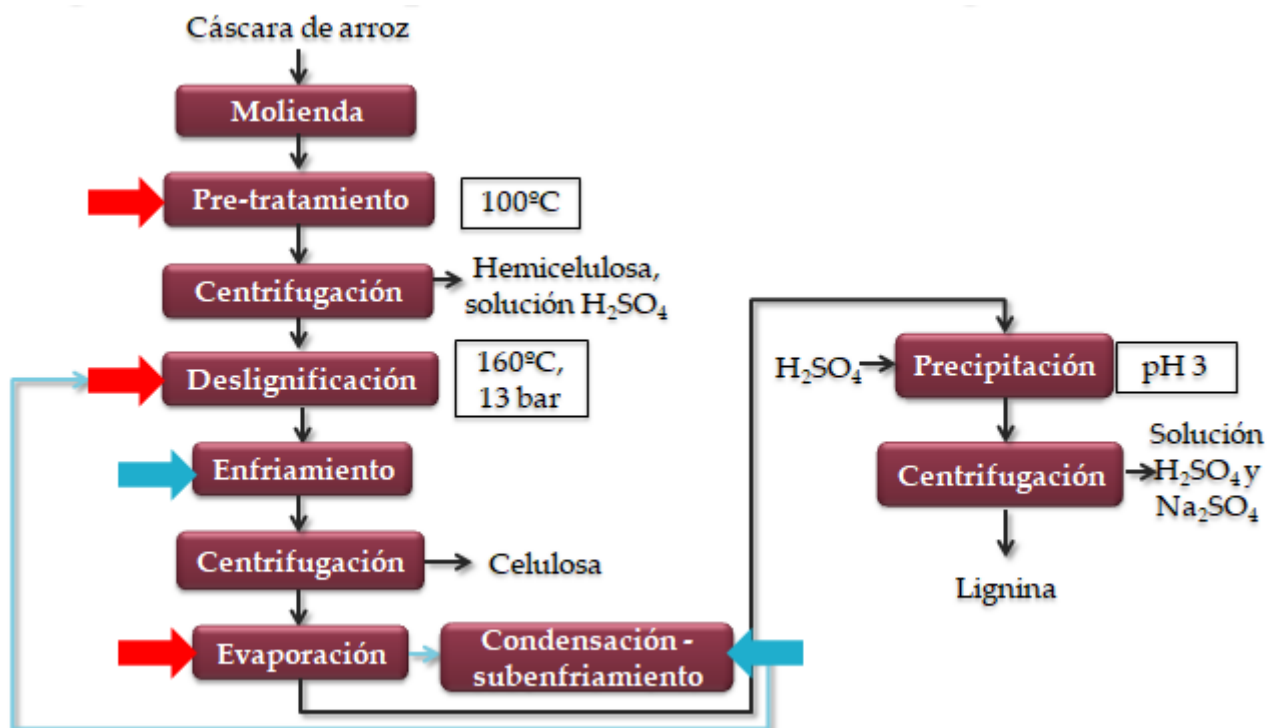 Cáscara de arroz
Molienda
Pre-tratamiento
100ºC
Centrifugación
Hemicelulosa,
solución H₂SO₄
Deslignificación
160ºC,
13 bar
Enfriamiento
Centrifugación
Celulosa
Evaporación
Condensación -
subenfriamiento
H₂SO₄
Precipitación
pH 3
Centrifugación
Solución
H₂SO₄ y
Na₂SO₄
Lignina